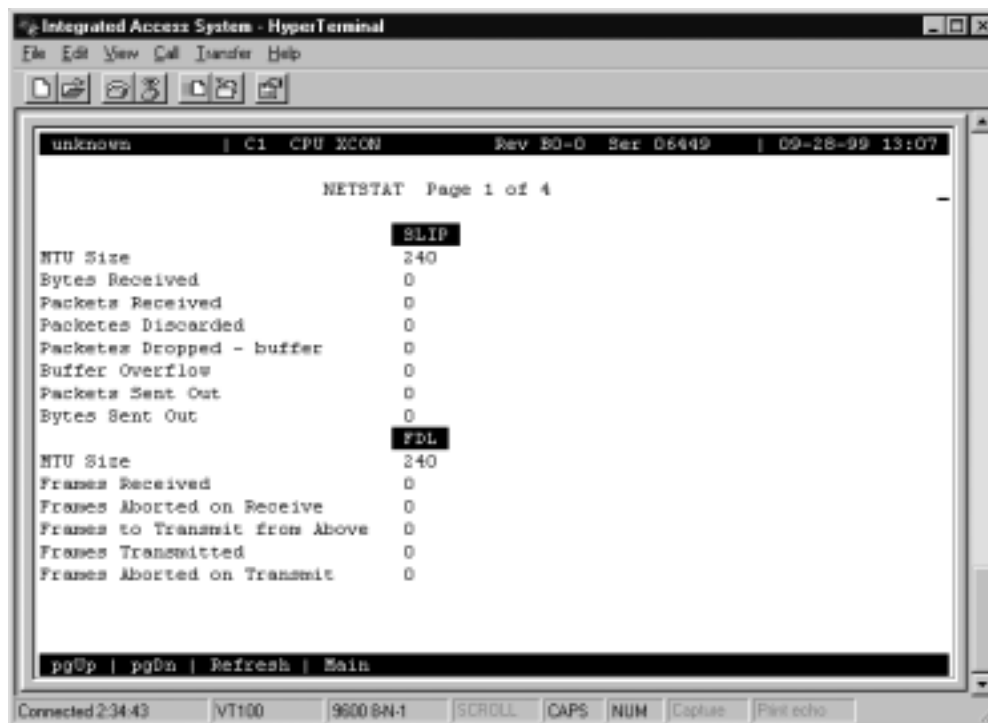 Integrated Access System - HyperTerminal
File Edit View Call Transfer Help
unknown | C1 CPU XCON Rev B0-0 Ser 06449 | 09-28-99 13:07
NETSTAT Page 1 of 4
SLIP
MTU Size 240
Bytes Received 0
Packets Received 0
Packetes Discarded 0
Packetes Dropped - buffer 0
Buffer Overflow 0
Packets Sent Out 0
Bytes Sent Out 0
FDL
MTU Size 240
Frames Received 0
Frames Aborted on Receive 0
Frames to Transmit from Above 0
Frames Transmitted 0
Frames Aborted on Transmit 0
pgUp | pgDn | Refresh | Main
Connected 2:34:43 VT100 9600 8-N-1 SCROLL CAPS NUM Capture Print echo